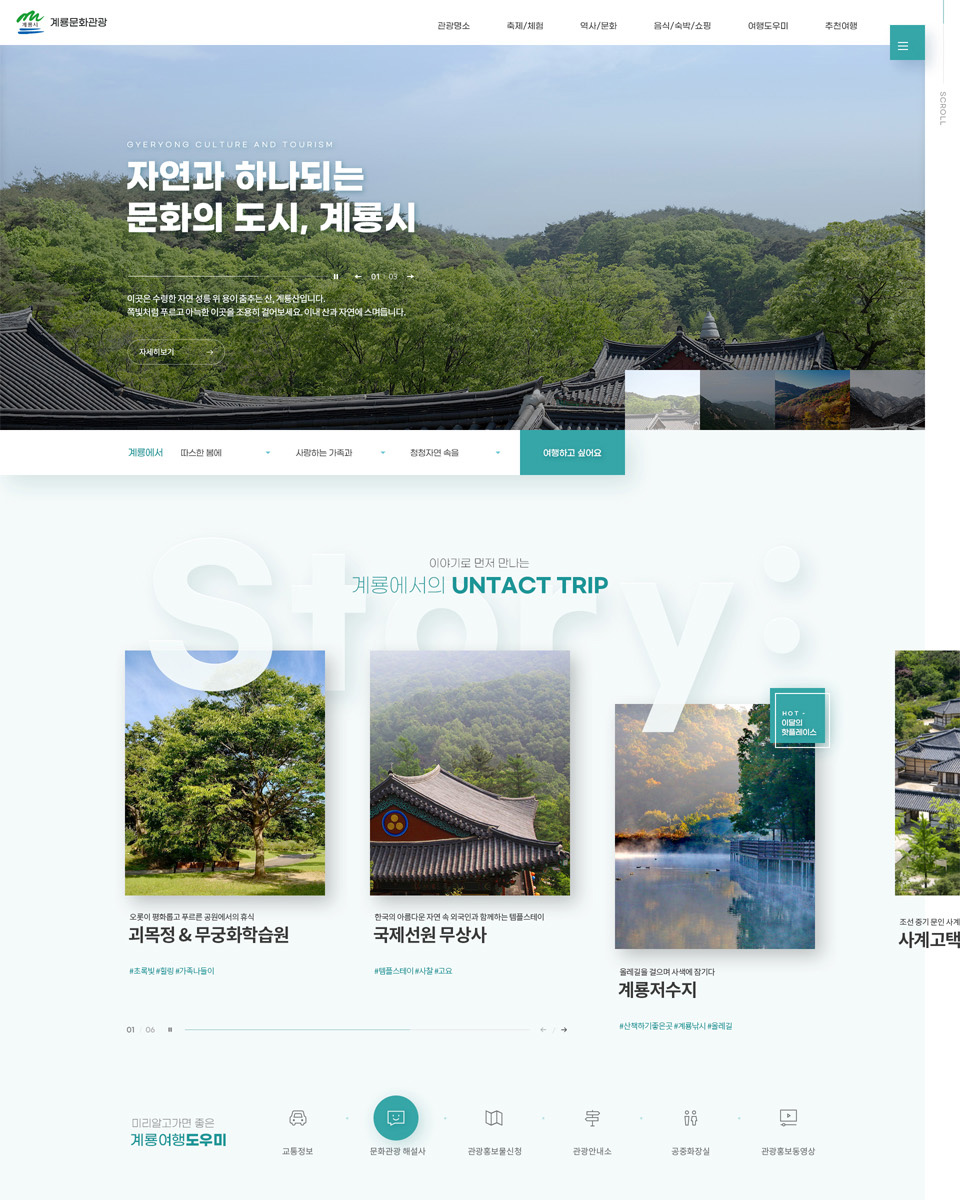 계룡시
계룡문화관광
관광명소
축제/체험
역사/문화
음식/숙박/쇼핑
여행도우미
추천여행
SCROLL
GYERYONG CULTURE AND TOURISM
자연과 하나되는
문화의 도시, 계룡시
01 03
이곳은 수령한 자연 성릉 위 용이 춤추는 산, 계룡산입니다.
쪽빛처럼 푸르고 아늑한 이곳을 조용히 걸어보세요. 이내 산과 자연에 스며듭니다.
자세히보기
계룡에서
따스한 봄에
사랑하는 가족과
청정자연 속을
여행하고 싶어요
Story:
이야기로 먼저 만나는
계룡에서의 UNTACT TRIP
HOT -
이달의
핫플레이스
오롯이 평화롭고 푸르른 공원에서의 휴식
괴목정 & 무궁화학습원
#초록빛 #힐링 #가족나들이
한국의 아름다운 자연 속 외국인과 함께하는 템플스테이
국제선원 무상사
#템플스테이 #사찰 #고요
올레길을 걸으며 사색에 잠기다
계룡저수지
#산책하기좋은곳 #계룡낚시 #올레길
조선 중기 문인 사계
사계고택
01 06
/
미리알고가면 좋은
계룡여행도우미
교통정보
문화관광 해설사
관광홍보물신청
관광안내소
공중화장실
관광홍보동영상